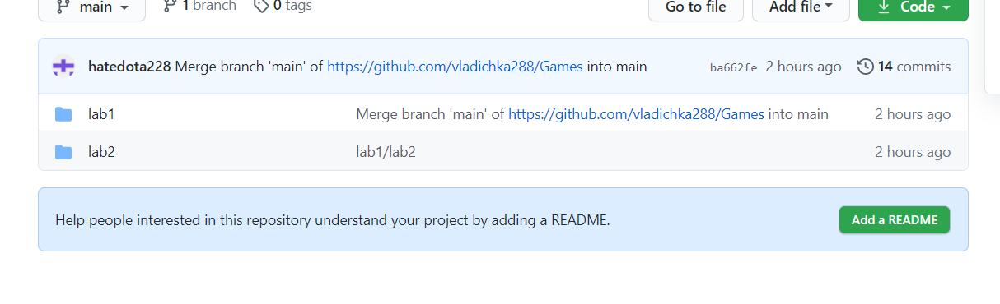 main 1 branch 0 tags Go to file Add file Code
hatedota228 Merge branch 'main' of https://github.com/vladichka288/Games into main ba662fe 2 hours ago 14 commits
lab1 Merge branch 'main' of https://github.com/vladichka288/Games into main 2 hours ago
lab2 lab1/lab2 2 hours ago
Help people interested in this repository understand your project by adding a README. Add a README